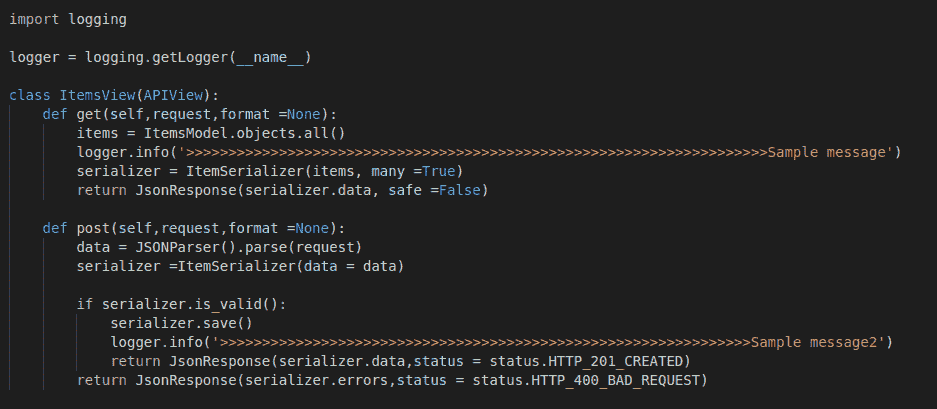 import logging
logger = logging.getLogger(__name__)
class ItemsView(APIView):
def get(self,request,format =None):
items = ItemsModel.objects.all()
logger.info('>>>>>>>>>>>>>>>>>>>>>>>>>>>>>>>>>>>>>>>>>>>>>>>>>>>>>>>>>>>>>>>>>>>>>Sample message')
serializer = ItemSerializer(items, many =True)
return JsonResponse(serializer.data, safe =False)
def post(self,request,format =None):
data = JSONParser().parse(request)
serializer =ItemSerializer(data = data)
if serializer.is_valid():
serializer.save()
logger.info('>>>>>>>>>>>>>>>>>>>>>>>>>>>>>>>>>>>>>>>>>>>>>>>>>>>>>>>>>>>>>>>Sample message2')
return JsonResponse(serializer.data,status = status.HTTP_201_CREATED)
return JsonResponse(serializer.errors,status = status.HTTP_400_BAD_REQUEST)